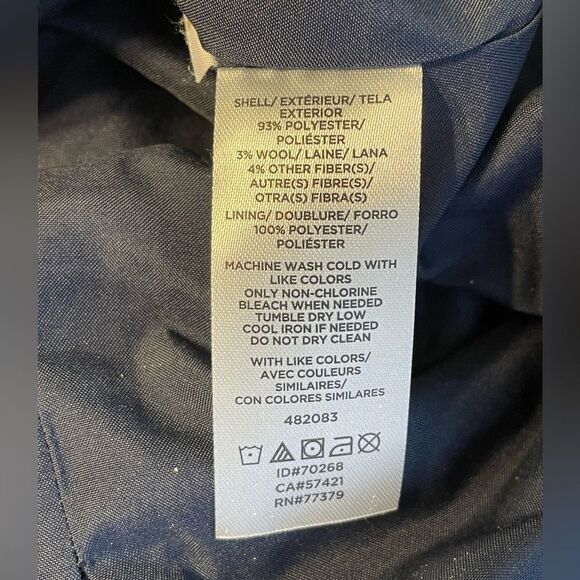 SHELL/ EXTÉRIEUR/ TELA
EXTERIOR
93% POLYESTER/
POLIÉSTER
3% WOOL/ LAINE/ LANA
4% OTHER FIBER(S)/
AUTRE(S) FIBRE(S)/
OTRA(S) FIBRA(S)
LINING/ DOUBLURE/ FORRO
100% POLYESTER/
POLIÉSTER
MACHINE WASH COLD WITH
LIKE COLORS
ONLY NON-CHLORINE
BLEACH WHEN NEEDED
TUMBLE DRY LOW
COOL IRON IF NEEDED
DO NOT DRY CLEAN
WITH LIKE COLORS/
AVEC COULEURS
SIMILAIRES/
CON COLORES SIMILARES
482083
ID#70268
CA#57421
RN#77379